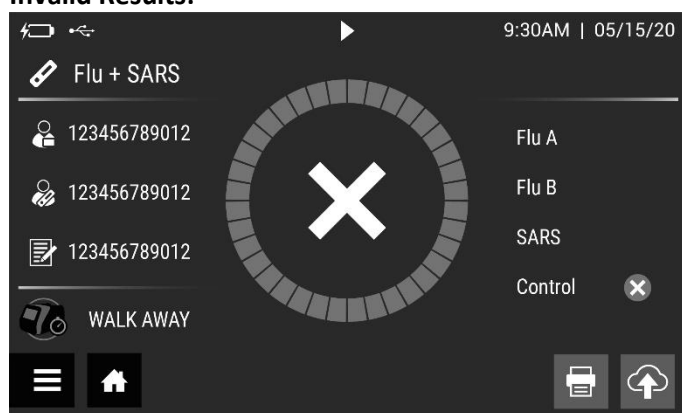 Invalid Results:
9:30AM | 05/15/20
Flu + SARS
123456789012
123456789012
123456789012
WALK AWAY
Flu A
Flu B
SARS
Control